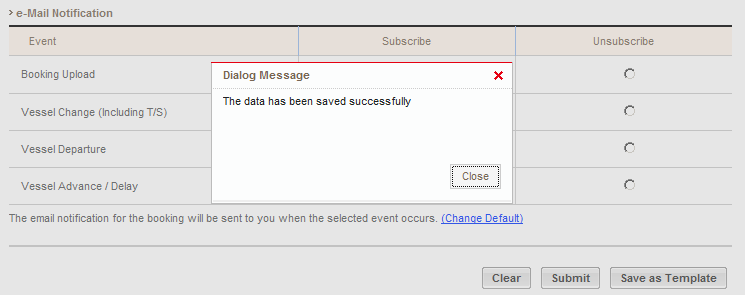 e-Mail Notification
Event Subscribe Unsubscribe
Booking Upload
Dialog Message
The data has been saved successfully
Vessel Change (Including T/S)
Vessel Departure
Close
Vessel Advance / Delay
The email notification for the booking will be sent to you when the selected event occurs. (Change Default)
Clear Submit Save as Template